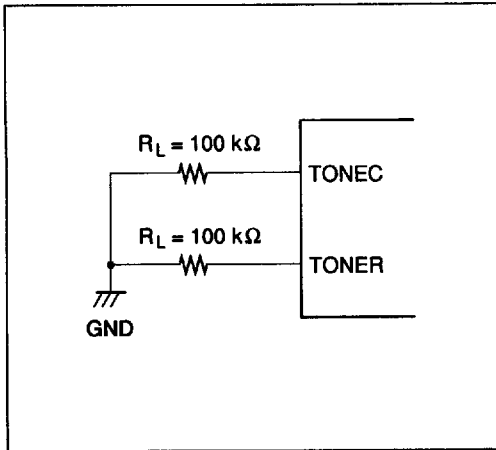 R_L = 100 kΩ
TONEC
R_L = 100 kΩ
TONER
GND